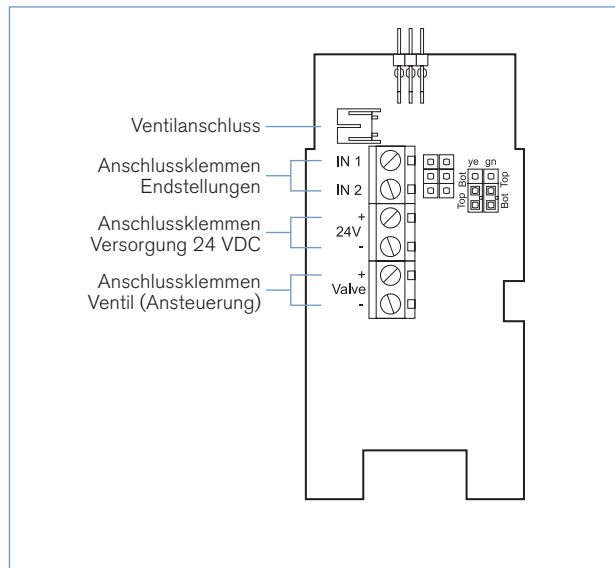 Ventilanschluss
Anschlussklemmen
Endstellungen
Anschlussklemmen
Versorgung 24 VDC
Anschlussklemmen
Ventil (Ansteuerung)
IN 1
IN 2
+
24V
-
+
Valve
-
ye gn
Bot
Top
Top
Bot